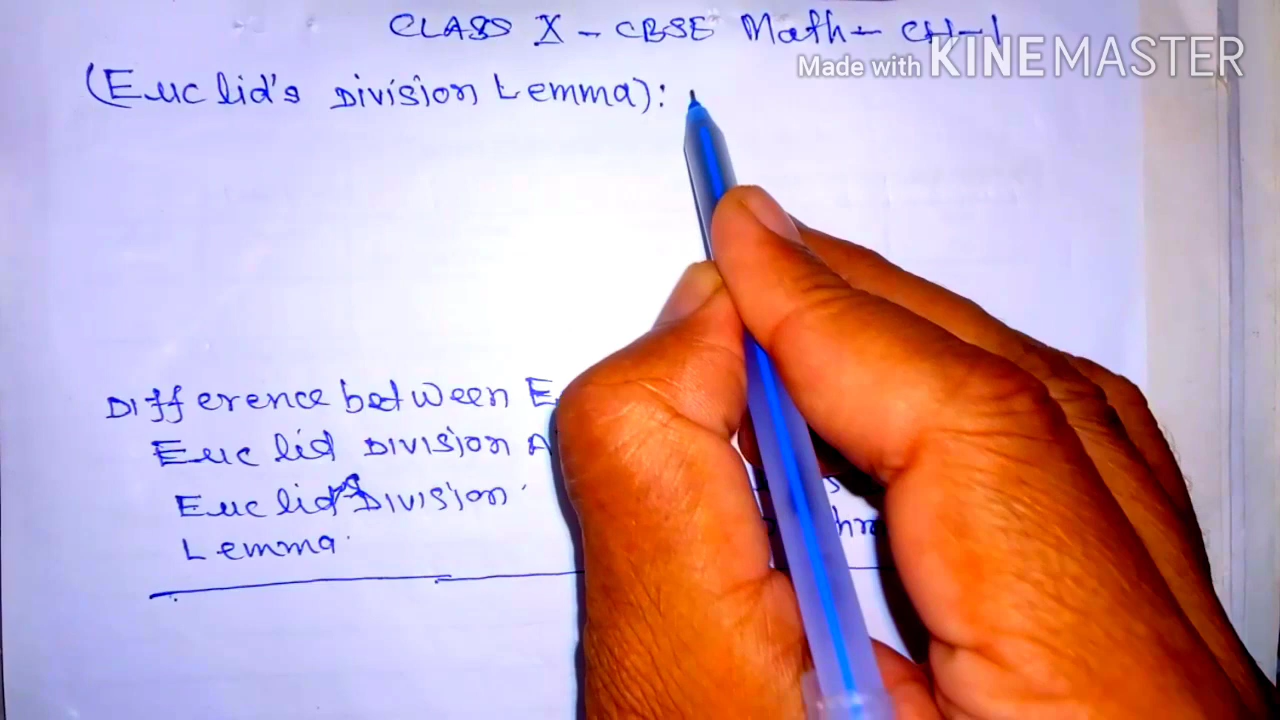 CLASS X - CBSE Math - CH-1
Made with KINEMASTER
(Euclid's Division Lemma):
Difference between E
Euclid Division A
Euclid's Division
Lemma